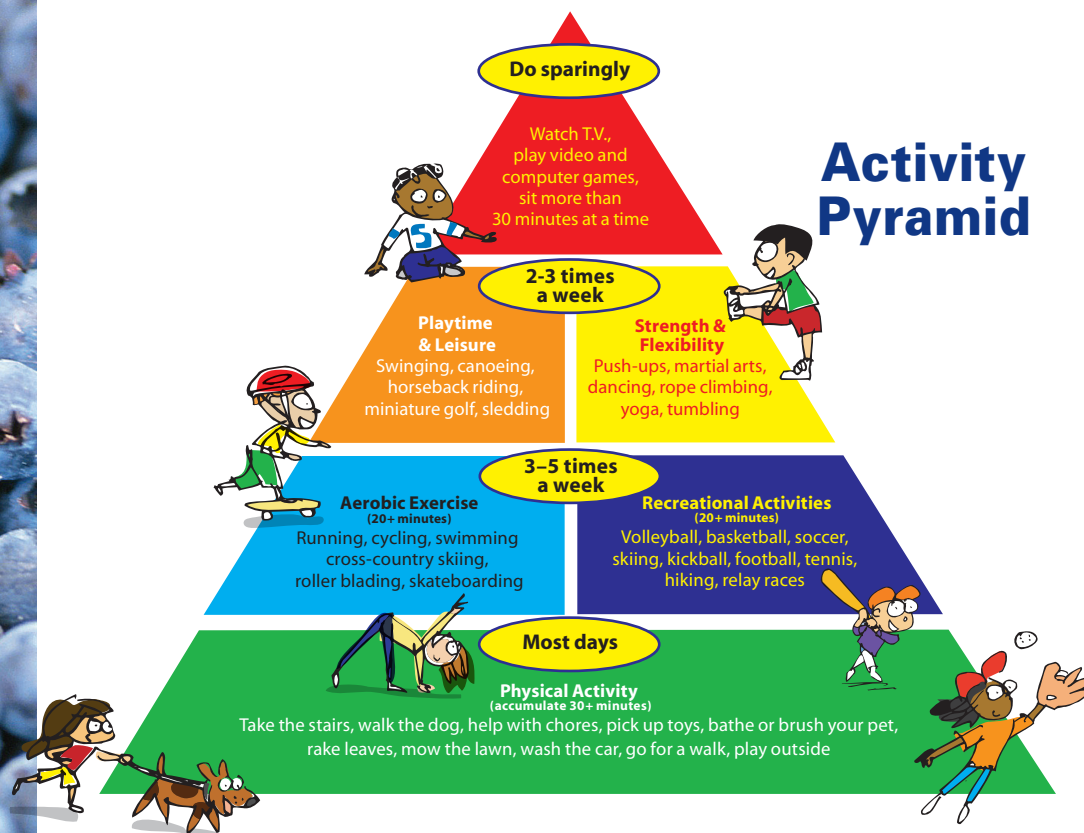 Do sparingly
Watch T.V.,
play video and
computer games,
sit more than
30 minutes at a time
Activity
Pyramid
S
2-3 times
a week
Playtime
& Leisure
Swinging, canoeing,
horseback riding,
miniature golf, sledding
Strength &
Flexibility
Push-ups, martial arts,
dancing, rope climbing,
yoga, tumbling
3–5 times
a week
Aerobic Exercise
(20+ minutes)
Running, cycling, swimming
cross-country skiing,
roller blading, skateboarding
Recreational Activities
(20+ minutes)
Volleyball, basketball, soccer,
skiing, kickball, football, tennis,
hiking, relay races
Most days
Physical Activity
(accumulate 30+ minutes)
Take the stairs, walk the dog, help with chores, pick up toys, bathe or brush your pet,
rake leaves, mow the lawn, wash the car, go for a walk, play outside